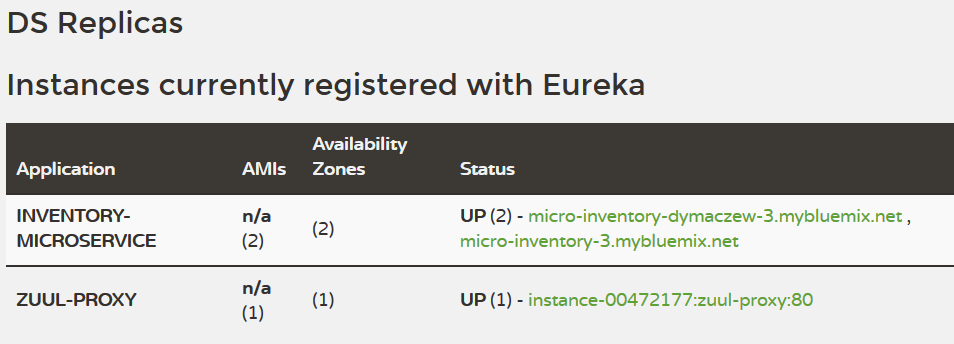 DS Replicas
Instances currently registered with Eureka
Application AMIs Availability Zones Status
INVENTORY-MICROSERVICE n/a (2) (2) UP (2) - micro-inventory-dymaczew-3.mybluemix.net , micro-inventory-3.mybluemix.net
ZUUL-PROXY n/a (1) (1) UP (1) - instance-00472177:zuul-proxy:80